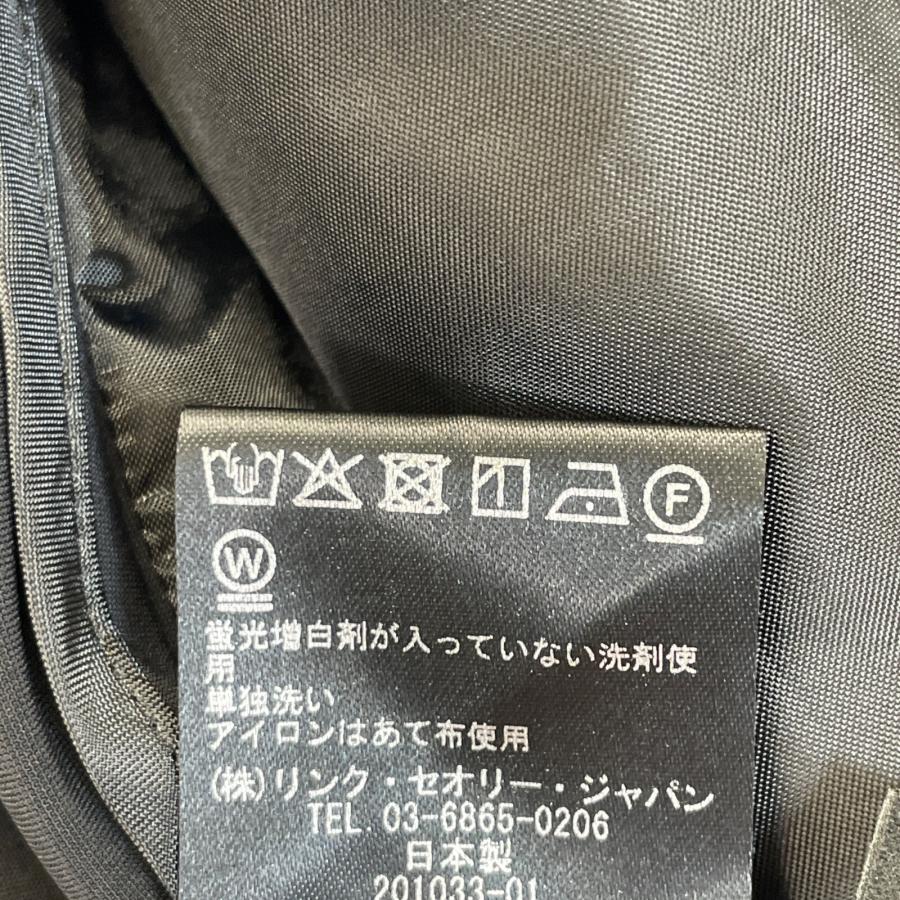 F
W
蛍光増白剤が入っていない洗剤使
用
単独洗い
アイロンはあて布使用
(株)リンク・セオリー・ジャパン
TEL.03-6865-0206
日本製
201033-01